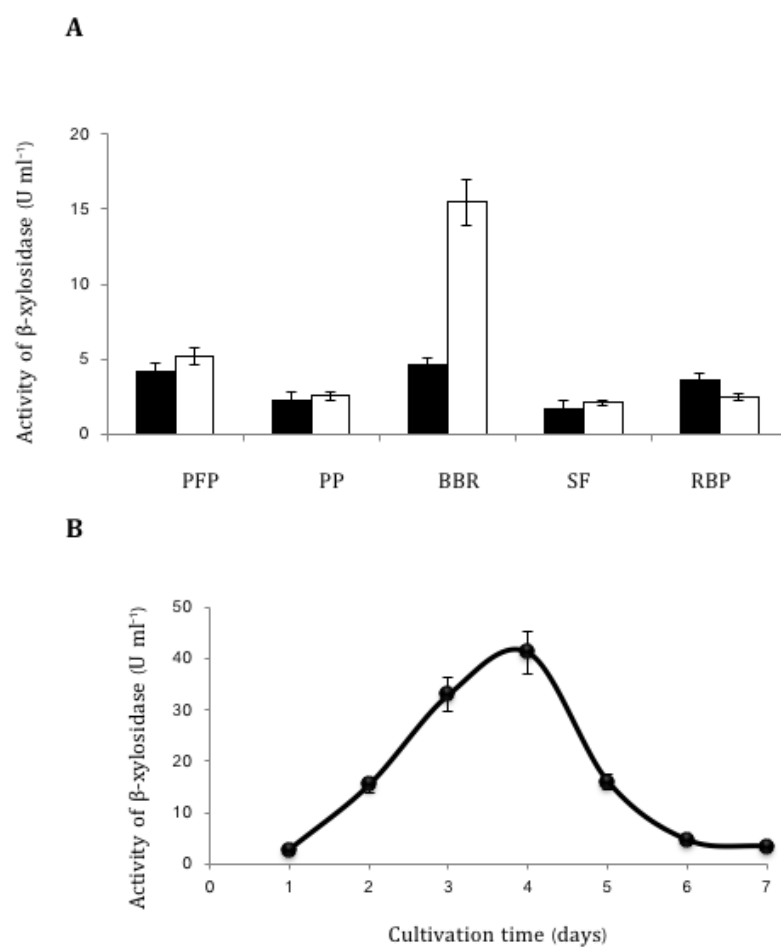 A
Activity of β-xylosidase (U ml⁻¹)
20
15
10
5
0
PFP PP BBR SF RBP
B
Activity of β-xylosidase (U ml⁻¹)
50
40
30
20
10
0
0 1 2 3 4 5 6 7
Cultivation time (days)